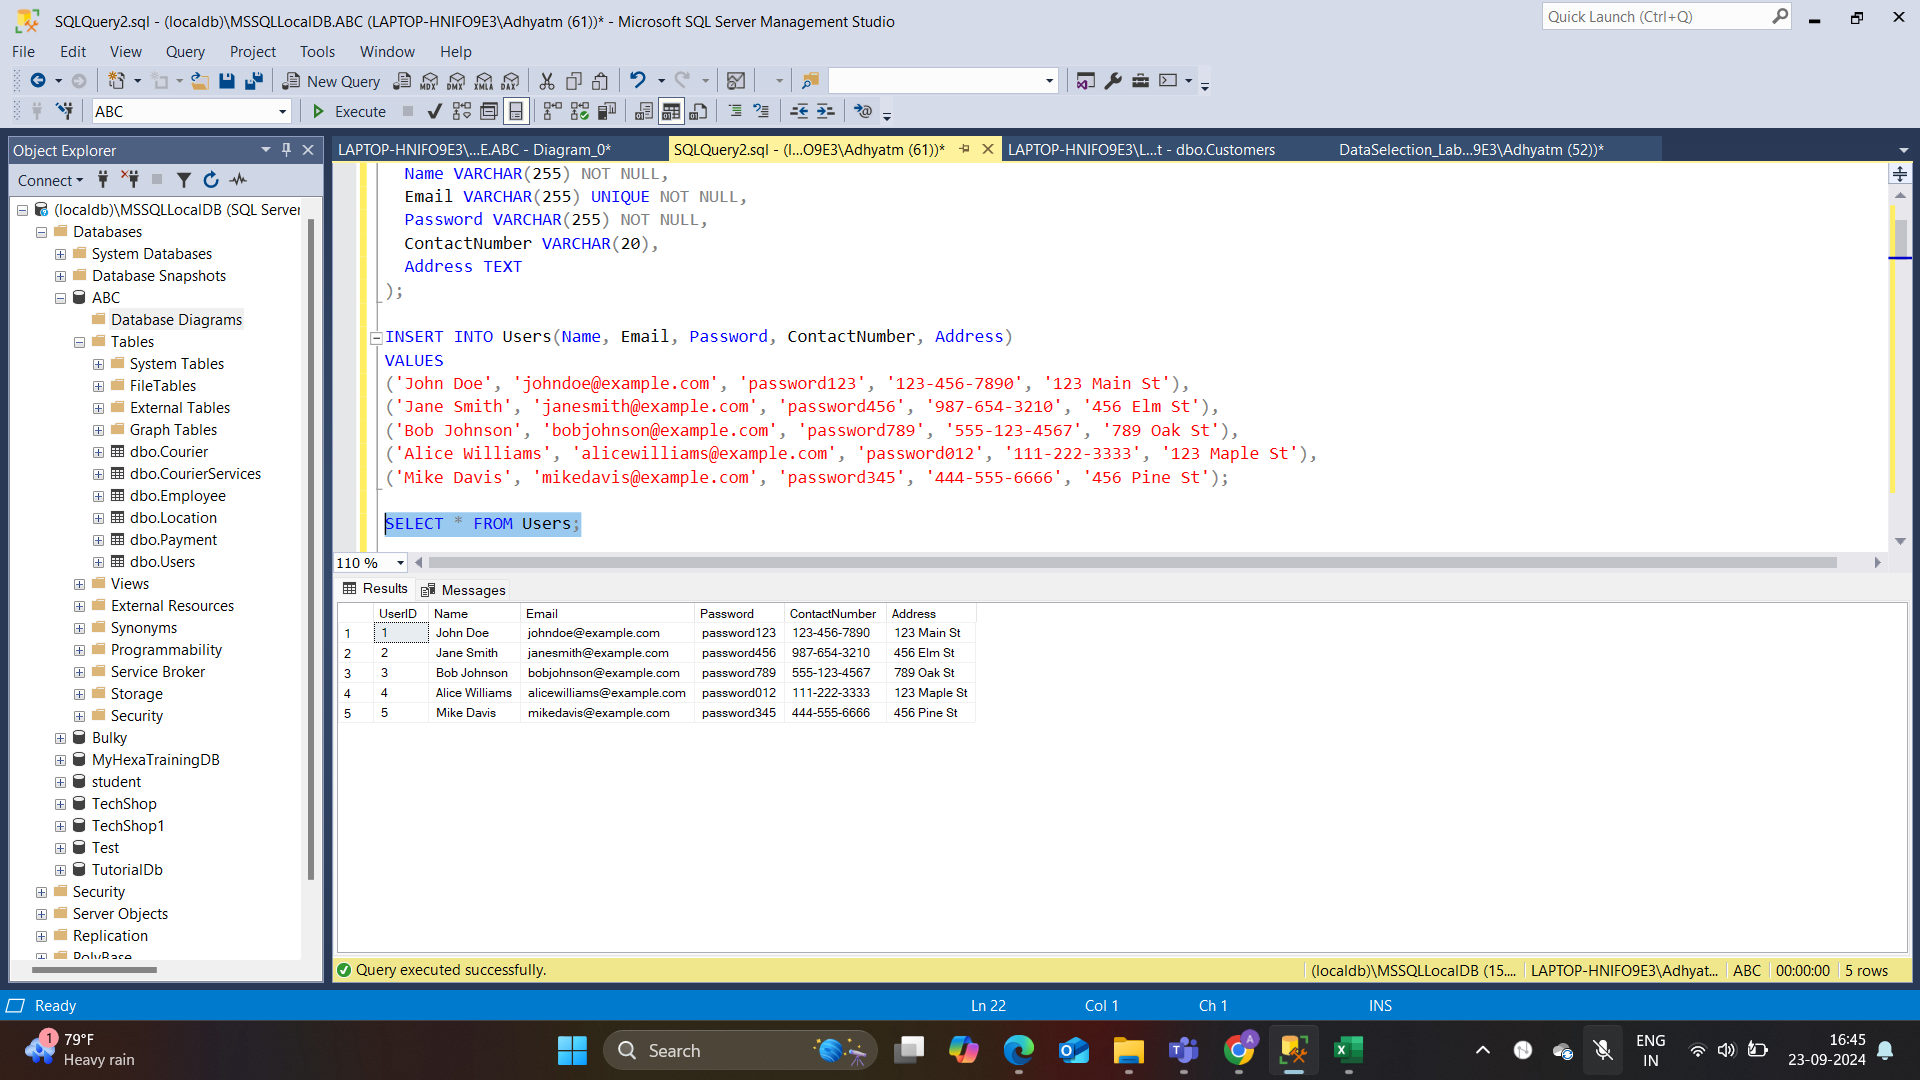 SQLQuery2.sql - (localdb)\MSSQLLocalDB.ABC (LAPTOP-HNIFO9E3\Adhyatm (61))* - Microsoft SQL Server Management Studio
Quick Launch (Ctrl+Q)
File Edit View Query Project Tools Window Help
New Query MDX DMX XMLA DAX
ABC Execute
Object Explorer
Connect
(localdb)\MSSQLLocalDB (SQL Server
Databases
System Databases
Database Snapshots
ABC
Database Diagrams
Tables
System Tables
FileTables
External Tables
Graph Tables
dbo.Courier
dbo.CourierServices
dbo.Employee
dbo.Location
dbo.Payment
dbo.Users
Views
External Resources
Synonyms
Programmability
Service Broker
Storage
Security
Bulky
MyHexaTrainingDB
student
TechShop
TechShop1
Test
TutorialDb
Security
Server Objects
Replication
PolyBase
LAPTOP-HNIFO9E3\...E.ABC - Diagram_0* SQLQuery2.sql - (l...O9E3\Adhyatm (61))* LAPTOP-HNIFO9E3\L...t - dbo.Customers DataSelection_Lab...9E3\Adhyatm (52))*
Name VARCHAR(255) NOT NULL,
Email VARCHAR(255) UNIQUE NOT NULL,
Password VARCHAR(255) NOT NULL,
ContactNumber VARCHAR(20),
Address TEXT
);
INSERT INTO Users(Name, Email, Password, ContactNumber, Address)
VALUES
('John Doe', 'johndoe@example.com', 'password123', '123-456-7890', '123 Main St'),
('Jane Smith', 'janesmith@example.com', 'password456', '987-654-3210', '456 Elm St'),
('Bob Johnson', 'bobjohnson@example.com', 'password789', '555-123-4567', '789 Oak St'),
('Alice Williams', 'alicewilliams@example.com', 'password012', '111-222-3333', '123 Maple St'),
('Mike Davis', 'mikedavis@example.com', 'password345', '444-555-6666', '456 Pine St');
SELECT * FROM Users;
110 %
Results Messages
UserID Name Email Password ContactNumber Address
1 1 John Doe johndoe@example.com password123 123-456-7890 123 Main St
2 2 Jane Smith janesmith@example.com password456 987-654-3210 456 Elm St
3 3 Bob Johnson bobjohnson@example.com password789 555-123-4567 789 Oak St
4 4 Alice Williams alicewilliams@example.com password012 111-222-3333 123 Maple St
5 5 Mike Davis mikedavis@example.com password345 444-555-6666 456 Pine St
Query executed successfully. (localdb)\MSSQLLocalDB (15.... LAPTOP-HNIFO9E3\Adhyat... ABC 00:00:00 5 rows
Ready Ln 22 Col 1 Ch 1 INS
1 79°F
Heavy rain
Search
A
ENG
IN
16:45
23-09-2024